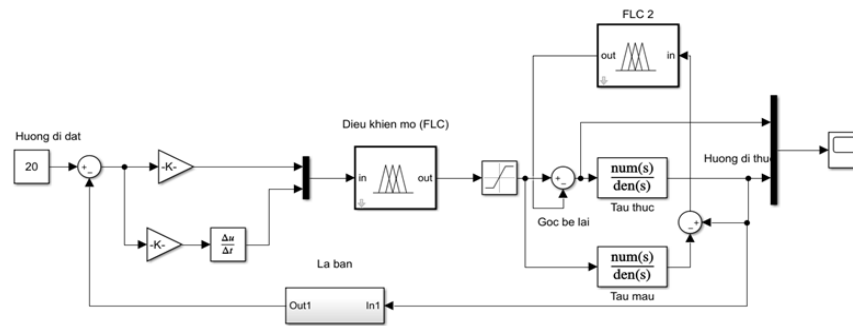 FLC 2
out
in
Huong di dat
Dieu khien mo (FLC)
20
+
-
-K-
in
out
+
-
num(s)
den(s)
Huong di thuc
Tau thuc
Goc be lai
-K-
Δu
Δt
-
+
num(s)
den(s)
La ban
Tau mau
Out1
In1